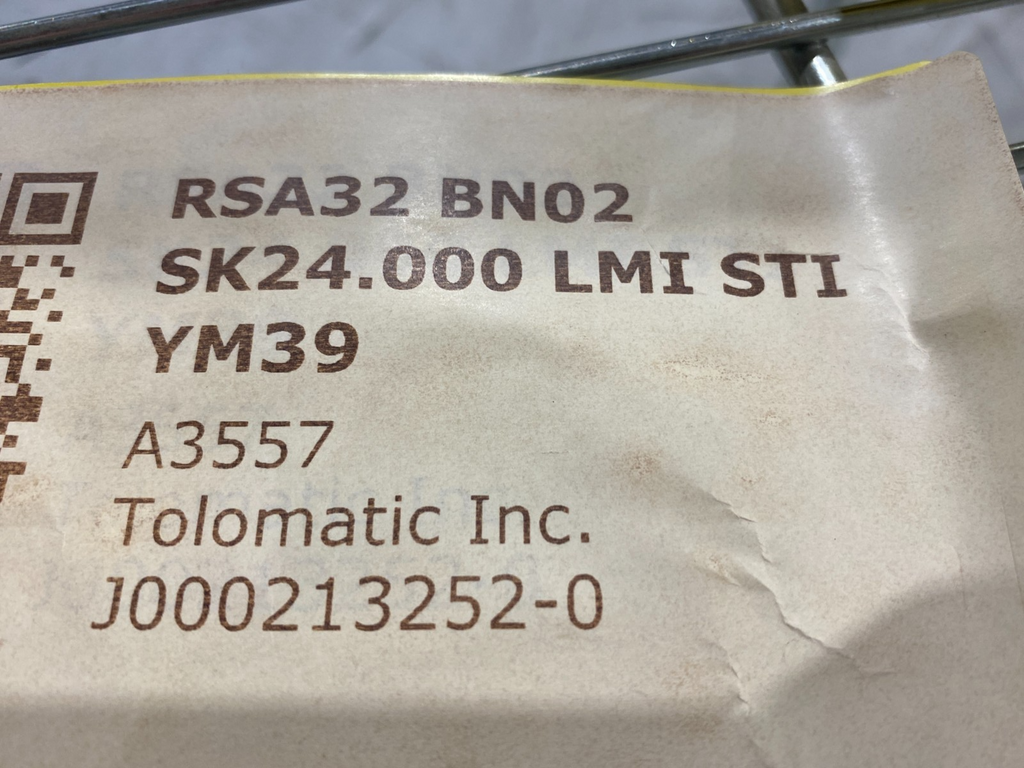 RSA32 BN02
SK24.000 LMI STI
YM39
A3557
Tolomatic Inc.
J000213252-0